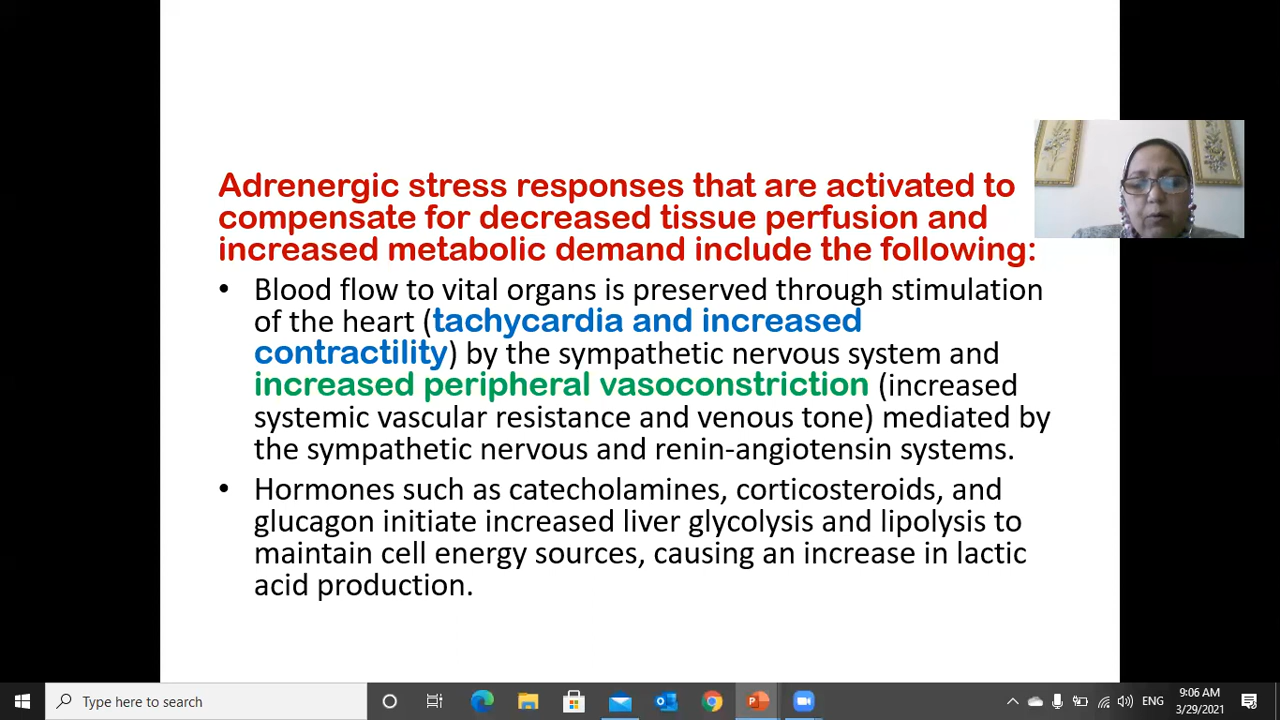 Adrenergic stress responses that are activated to
compensate for decreased tissue perfusion and
increased metabolic demand include the following:
• Blood flow to vital organs is preserved through stimulation
of the heart (tachycardia and increased
contractility) by the sympathetic nervous system and
increased peripheral vasoconstriction (increased
systemic vascular resistance and venous tone) mediated by
the sympathetic nervous and renin-angiotensin systems.
• Hormones such as catecholamines, corticosteroids, and
glucagon initiate increased liver glycolysis and lipolysis to
maintain cell energy sources, causing an increase in lactic
acid production.
Type here to search
ENG
9:06 AM
3/29/2021